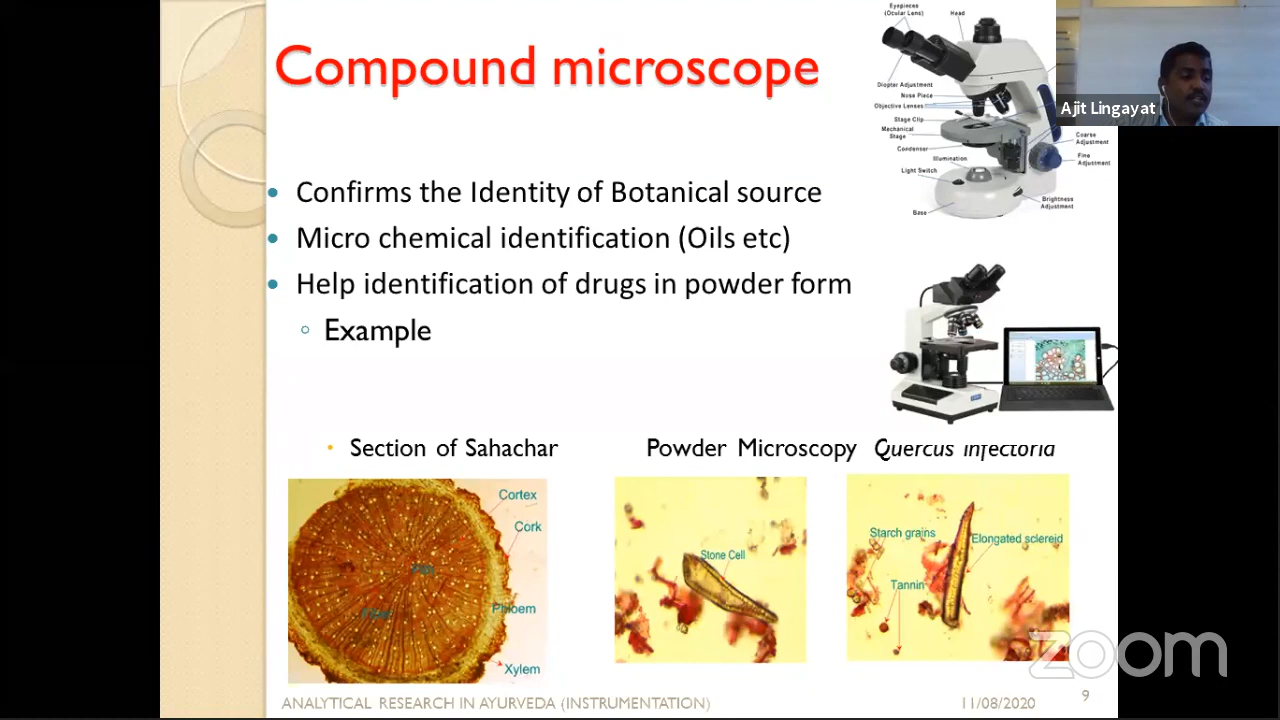 Compound microscope
Eyepieces
(Ocular Lens)
Head
Diopter Adjustment
Nose Piece
Objective Lenses
Stage Clip
Mechanical
Stage
Condenser
Illumination
Light Switch
Base
Coarse
Adjustment
Fine
Adjustment
Brightness
Adjustment
Ajit Lingayat
• Confirms the Identity of Botanical source
• Micro chemical identification (Oils etc)
• Help identification of drugs in powder form
◦ Example
• Section of Sahachar
Powder Microscopy Quercus infectoria
Cortex
Cork
Pith
Fiber
Phloem
Xylem
Stone Cell
Starch grains
Elongated sclereid
Tannin
zoom
ANALYTICAL RESEARCH IN AYURVEDA (INSTRUMENTATION)
11/08/2020
9